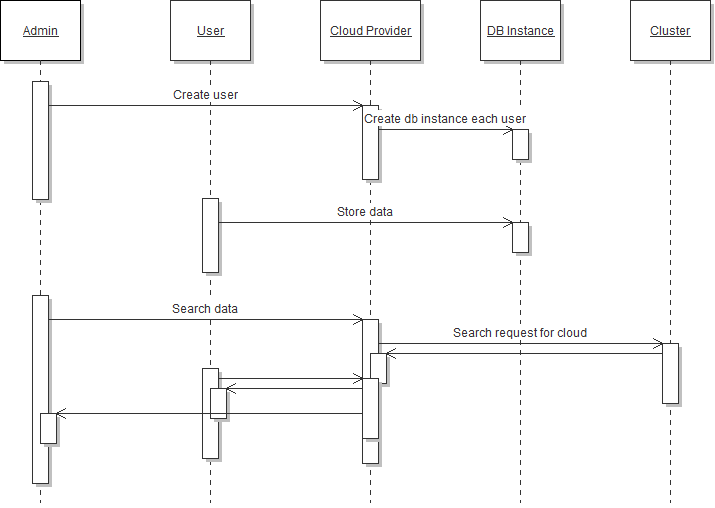 Admin
User
Cloud Provider
DB Instance
Cluster
Create user
Create db instance each user
Store data
Search data
Search request for cloud